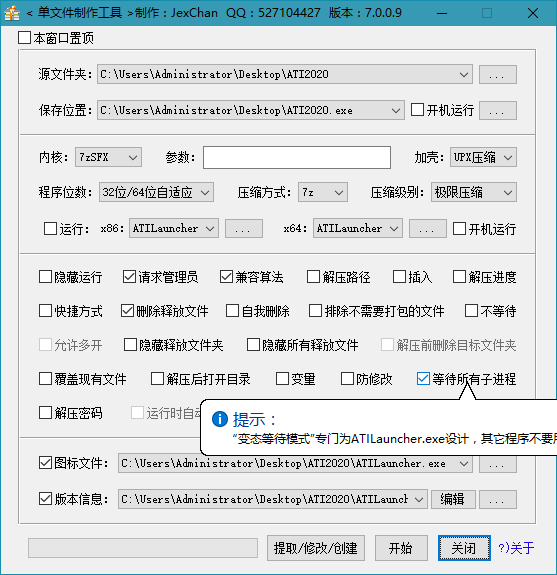 < 单文件制作工具 >制作：JexChan QQ：527104427 版本：7.0.0.9
本窗口置顶
源文件夹: C:\Users\Administrator\Desktop\ATI2020 ...
保存位置: C:\Users\Administrator\Desktop\ATI2020.exe 开机运行 ...
内核: 7zSFX 参数: 加壳: UPX压缩
程序位数: 32位/64位自适应 压缩方式: 7z 压缩级别: 极限压缩
运行: x86: ATILauncher ... x64: ATILauncher ... 开机运行
隐藏运行 请求管理员 兼容算法 解压路径 插入 解压进度
快捷方式 删除释放文件 自我删除 排除不需要打包的文件 不等待
允许多开 隐藏释放文件夹 隐藏所有释放文件 解压前删除目标文件夹
覆盖现有文件 解压后打开目录 变量 防修改 等待所有子进程
解压密码 运行时自动
提示：
“变态等待模式”专门为ATILauncher.exe设计，其它程序不要
图标文件: C:\Users\Administrator\Desktop\ATI2020\ATILauncher.exe ...
版本信息: C:\Users\Administrator\Desktop\ATI2020\ATILaunch 编辑 ...
提取/修改/创建 开始 关闭 ?)关于